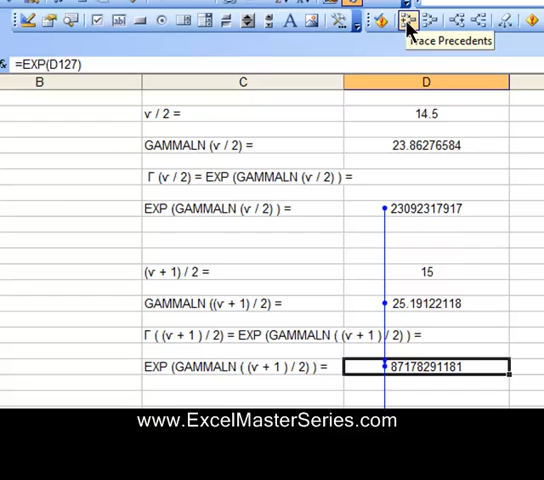 Trace Precedents
fx =EXP(D127)
B C D
ν / 2 = 14.5
GAMMALN (ν / 2) = 23.86276584
Γ (ν / 2) = EXP (GAMMALN (ν / 2) ) =
EXP (GAMMALN (ν / 2) ) = 23092317917
(ν + 1) / 2 = 15
GAMMALN ((ν + 1) / 2) = 25.19122118
Γ ( (ν + 1 ) / 2) = EXP (GAMMALN ( (ν + 1 ) / 2) ) =
EXP (GAMMALN ( (ν + 1 ) / 2) ) = 87178291181
www.ExcelMasterSeries.com